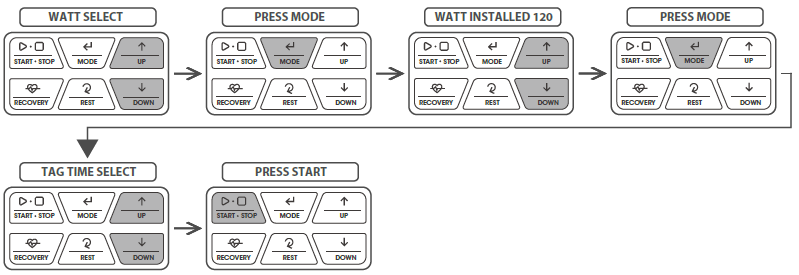 WATT SELECT
START • STOP MODE UP
RECOVERY REST DOWN
PRESS MODE
START • STOP MODE UP
RECOVERY REST DOWN
WATT INSTALLED 120
START • STOP MODE UP
RECOVERY REST DOWN
PRESS MODE
START • STOP MODE UP
RECOVERY REST DOWN
TAG TIME SELECT
START • STOP MODE UP
RECOVERY REST DOWN
PRESS START
START • STOP MODE UP
RECOVERY REST DOWN